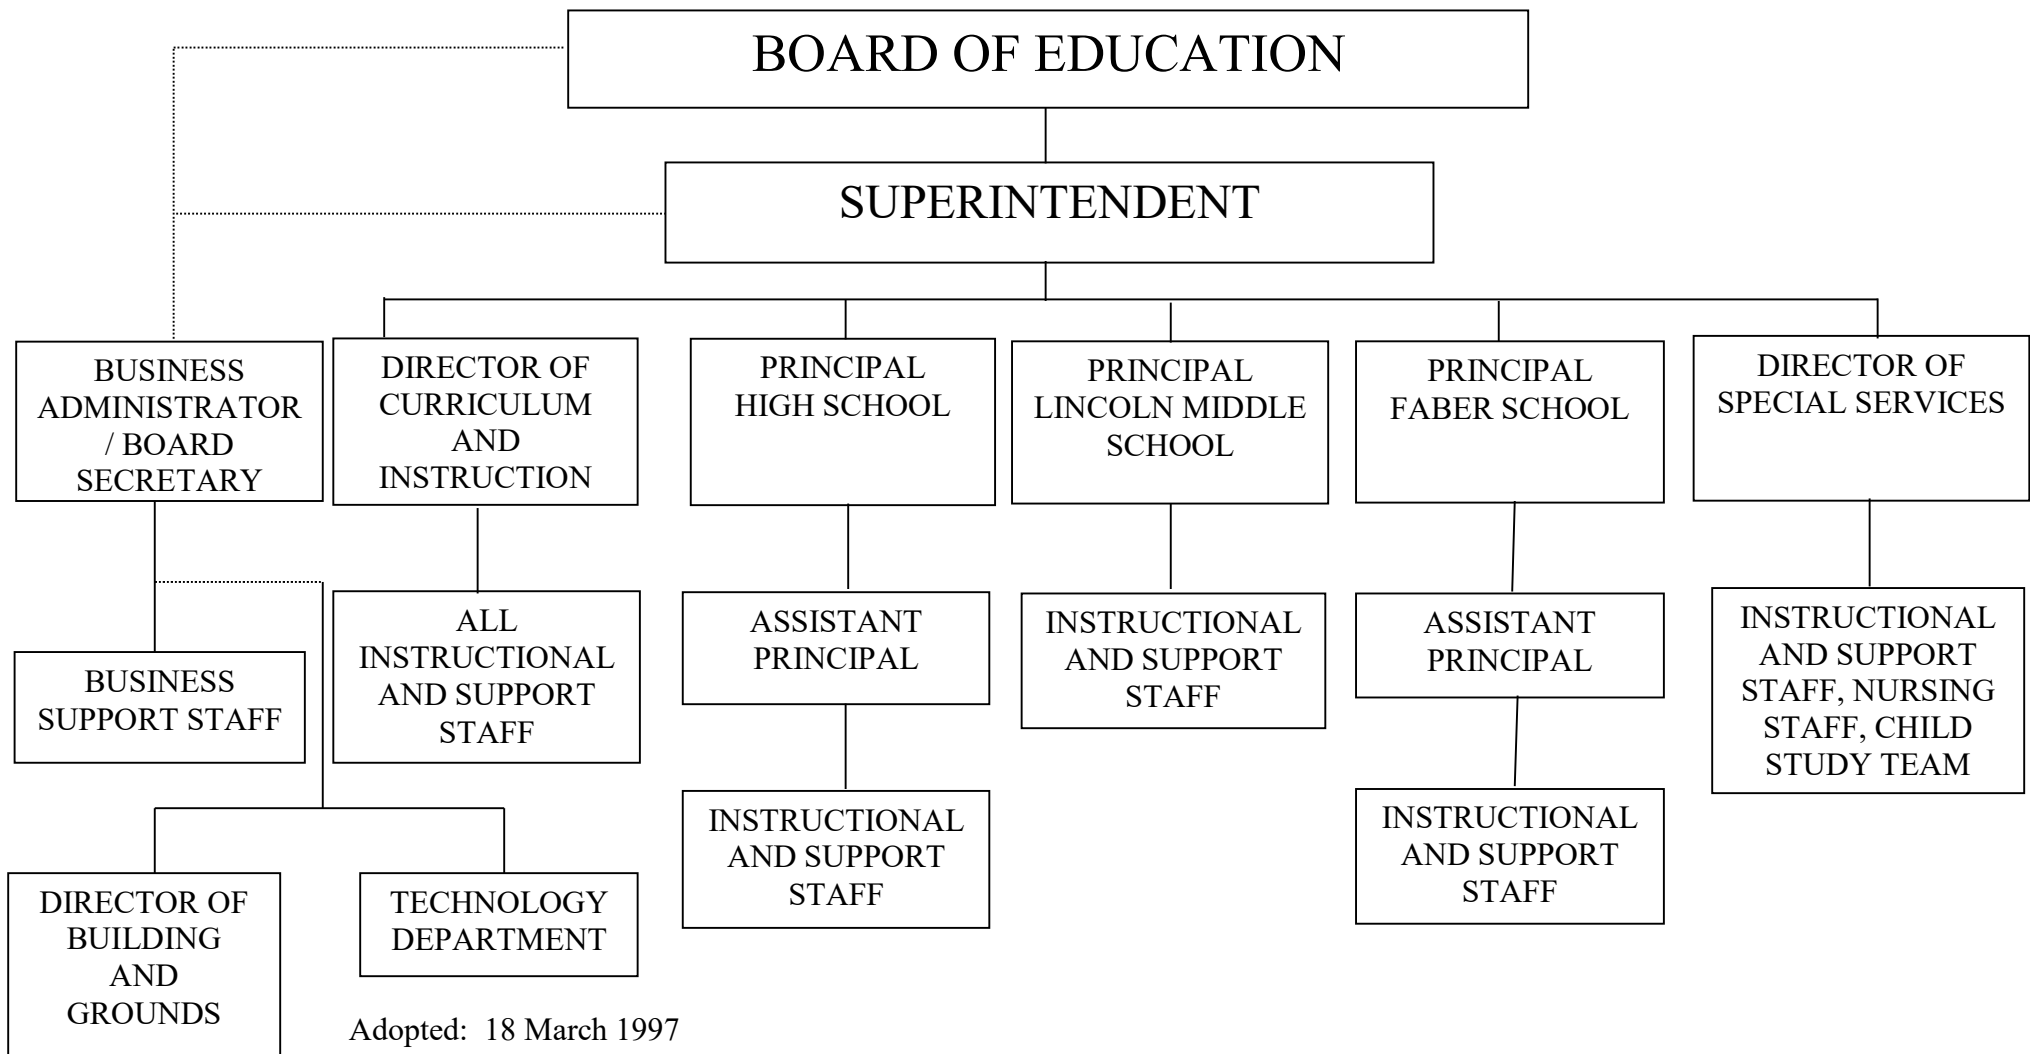 BOARD OF EDUCATION
SUPERINTENDENT
BUSINESS
ADMINISTRATOR
/ BOARD
SECRETARY
DIRECTOR OF
CURRICULUM
AND
INSTRUCTION
PRINCIPAL
HIGH SCHOOL
PRINCIPAL
LINCOLN MIDDLE
SCHOOL
PRINCIPAL
FABER SCHOOL
DIRECTOR OF
SPECIAL SERVICES
BUSINESS
SUPPORT STAFF
ALL
INSTRUCTIONAL
AND SUPPORT
STAFF
ASSISTANT
PRINCIPAL
INSTRUCTIONAL
AND SUPPORT
STAFF
ASSISTANT
PRINCIPAL
INSTRUCTIONAL
AND SUPPORT
STAFF, NURSING
STAFF, CHILD
STUDY TEAM
DIRECTOR OF
BUILDING
AND
GROUNDS
TECHNOLOGY
DEPARTMENT
INSTRUCTIONAL
AND SUPPORT
STAFF
INSTRUCTIONAL
AND SUPPORT
STAFF
Adopted: 18 March 1997